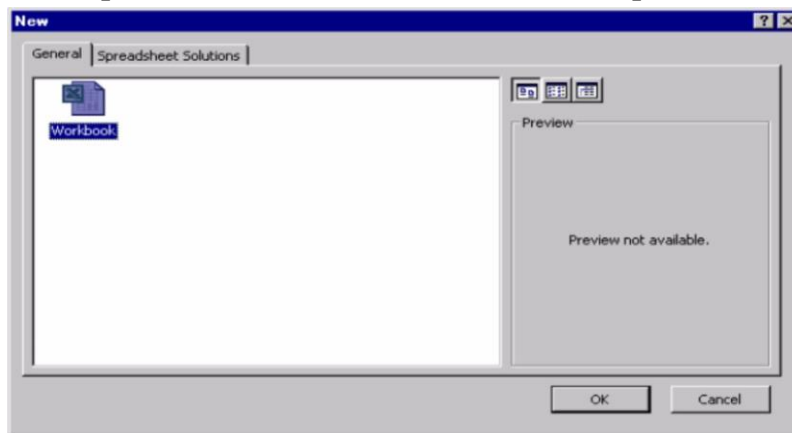 New
General Spreadsheet Solutions
Workbook
Preview
Preview not available.
OK Cancel